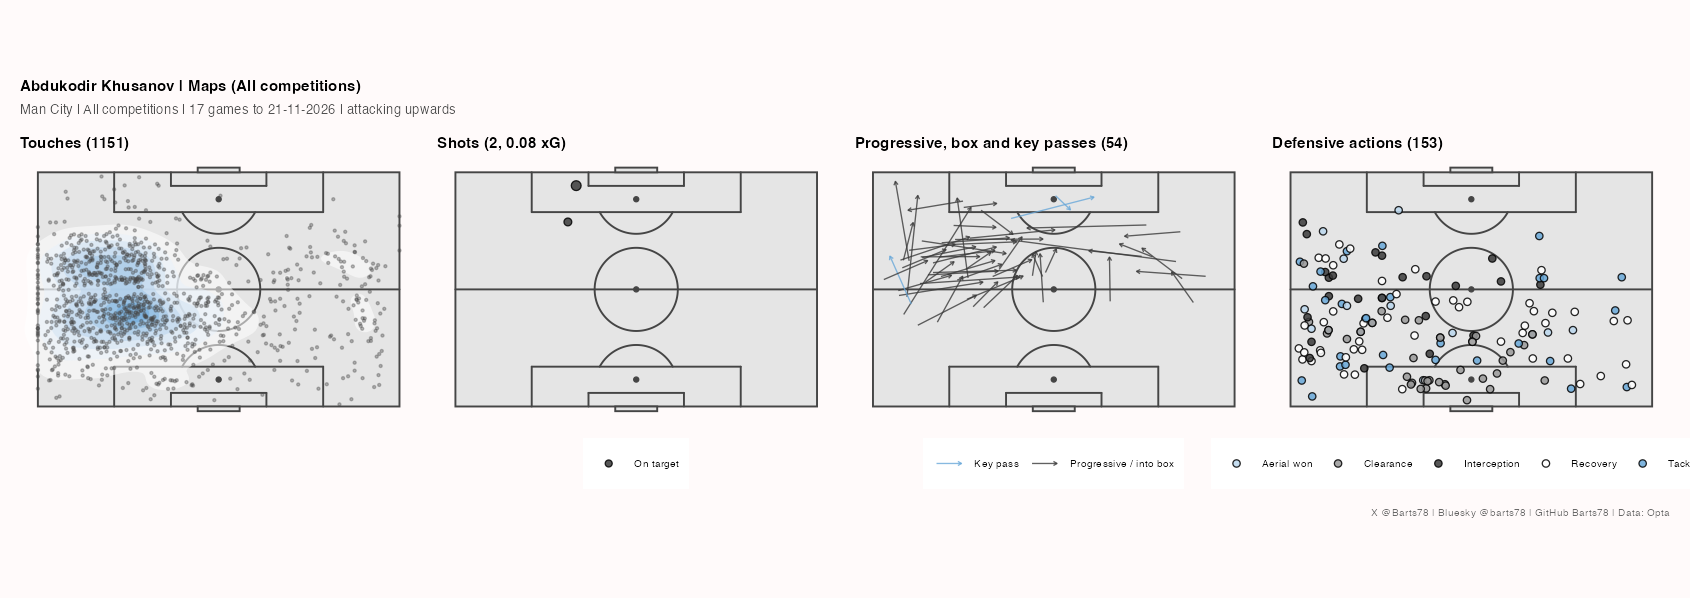 Abdukodir Khusanov | Maps (All competitions)
Man City | All competitions | 17 games to 21-11-2026 | attacking upwards
Touches (1151)
Shots (2, 0.08 xG)
Progressive, box and key passes (54)
Defensive actions (153)
On target
Key pass
Progressive / into box
Aerial won
Clearance
Interception
Recovery
Tack
X @Barts78 | Bluesky @barts78 | GitHub Barts78 | Data: Opta